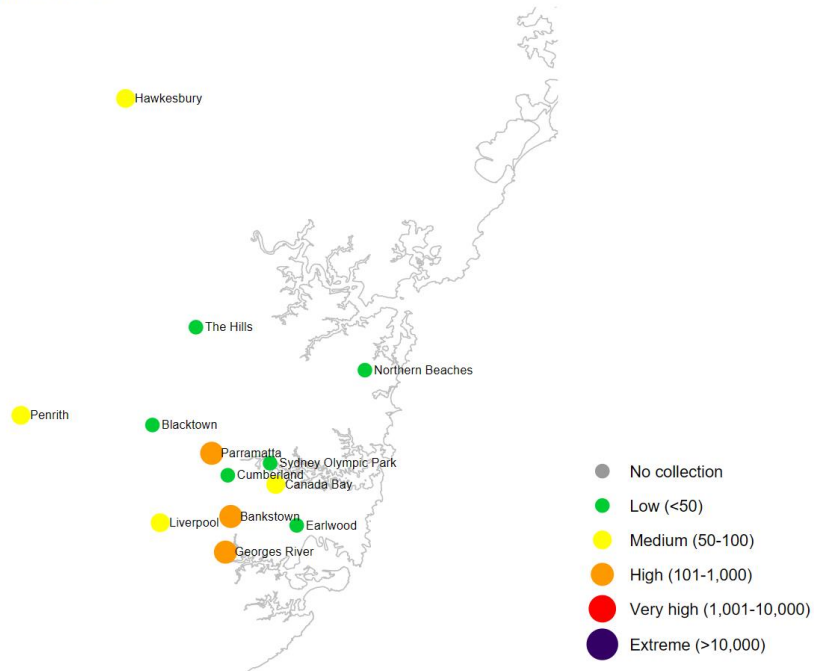 Hawkesbury
The Hills
Northern Beaches
Penrith
Blacktown
Parramatta
Sydney Olympic Park
Cumberland
Canada Bay
Liverpool
Bankstown
Earlwood
Georges River
No collection
Low (<50)
Medium (50-100)
High (101-1,000)
Very high (1,001-10,000)
Extreme (>10,000)